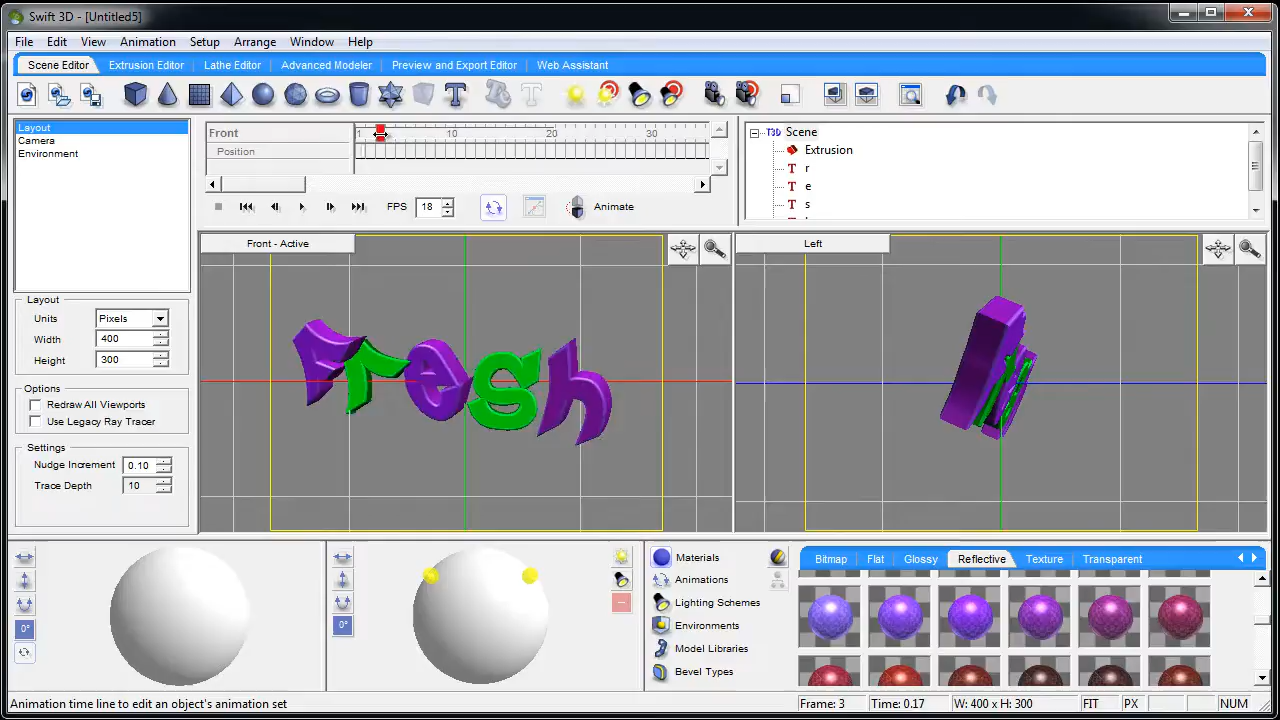 Swift 3D - [Untitled5]
File Edit View Animation Setup Arrange Window Help
Scene Editor Extrusion Editor Lathe Editor Advanced Modeler Preview and Export Editor Web Assistant
Layout
Camera
Environment
Front 1 10 20 30
Position
FPS 18 Animate
Scene
Extrusion
r
e
s
Front - Active Left
Layout
Units Pixels
Width 400
Height 300
Options
Redraw All Viewports
Use Legacy Ray Tracer
Settings
Nudge Increment 0.10
Trace Depth 10
Fresh
0° 0°
Materials
Animations
Lighting Schemes
Environments
Model Libraries
Bevel Types
Bitmap Flat Glossy Reflective Texture Transparent
Animation time line to edit an object's animation set Frame: 3 Time: 0.17 W: 400 x H: 300 FIT PX NUM